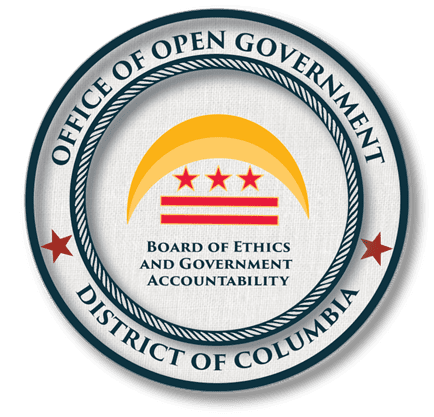 OFFICE OF OPEN GOVERNMENT
BOARD OF ETHICS
AND GOVERNMENT
ACCOUNTABILITY
DISTRICT OF COLUMBIA